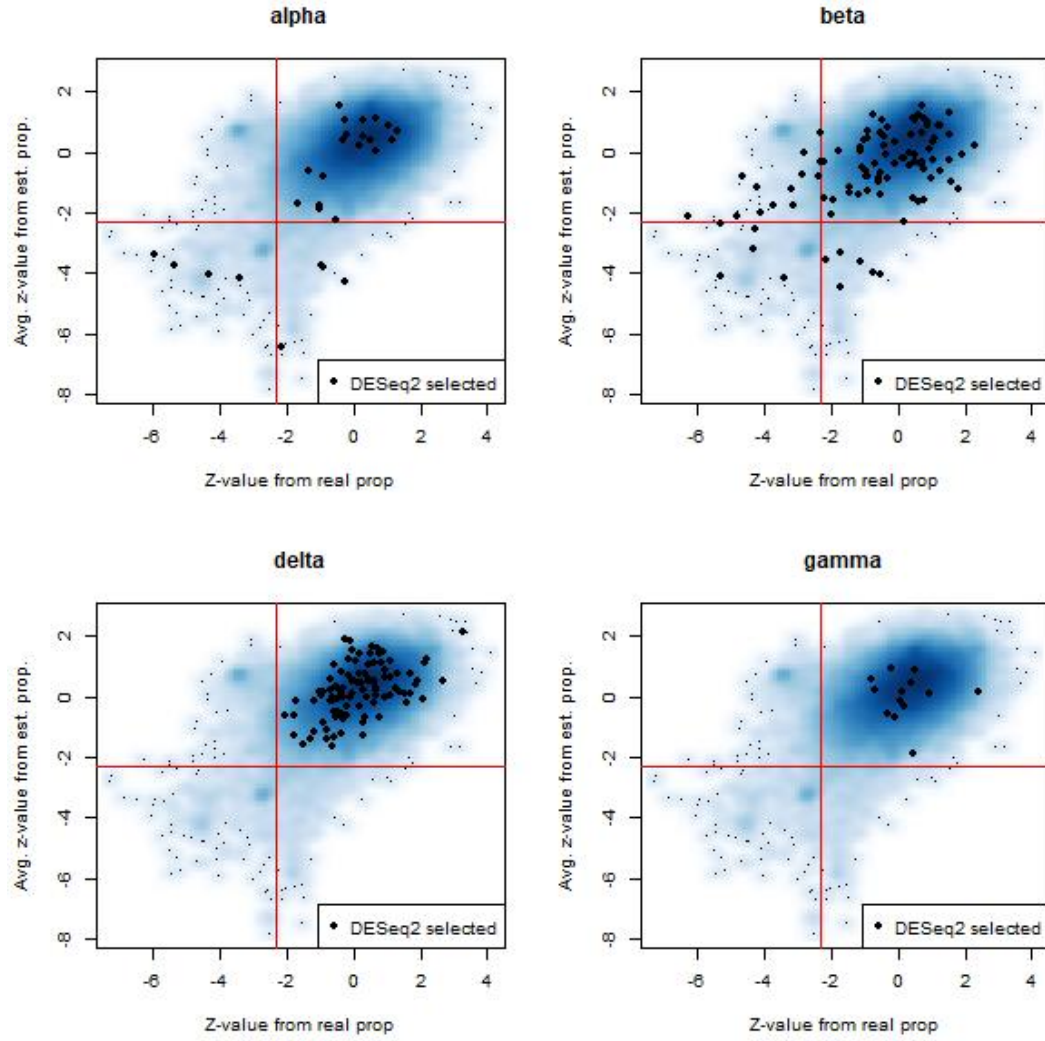 alpha
Avg. z-value from est. prop.
2
0
-2
-4
-6
-8
DESeq2 selected
-6 -4 -2 0 2 4
Z-value from real prop
beta
Avg. z-value from est. prop.
2
0
-2
-4
-6
-8
DESeq2 selected
-6 -4 -2 0 2 4
Z-value from real prop
delta
Avg. z-value from est. prop.
2
0
-2
-4
-6
-8
DESeq2 selected
-6 -4 -2 0 2 4
Z-value from real prop
gamma
Avg. z-value from est. prop.
2
0
-2
-4
-6
-8
DESeq2 selected
-6 -4 -2 0 2 4
Z-value from real prop